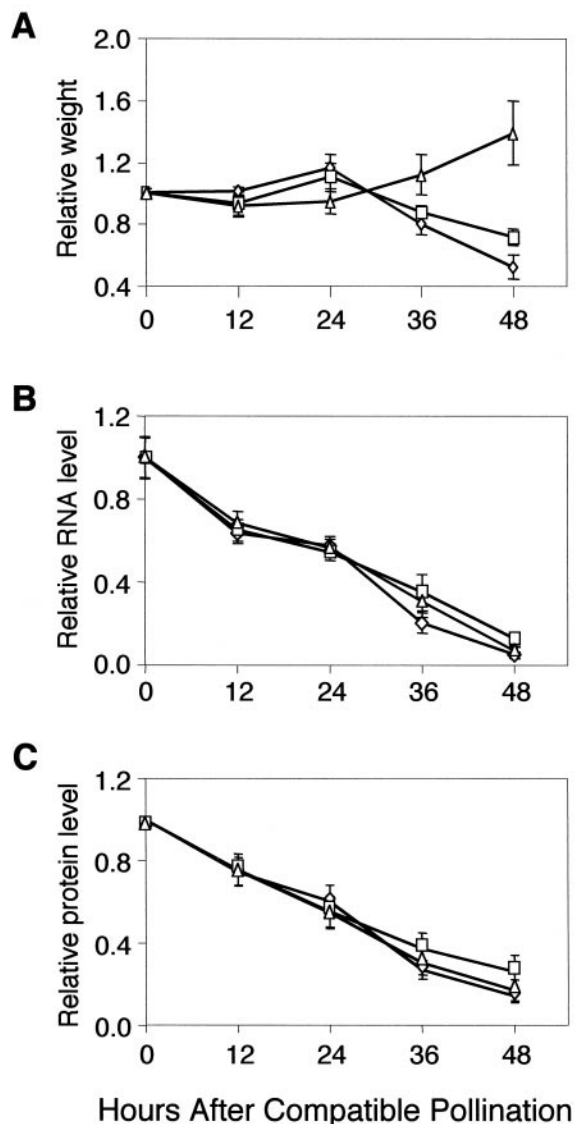 A
Relative weight
2.0
1.6
1.2
0.8
0.4
0 12 24 36 48
B
Relative RNA level
1.2
0.8
0.4
0.0
0 12 24 36 48
C
Relative protein level
1.2
0.8
0.4
0.0
0 12 24 36 48
Hours After Compatible Pollination